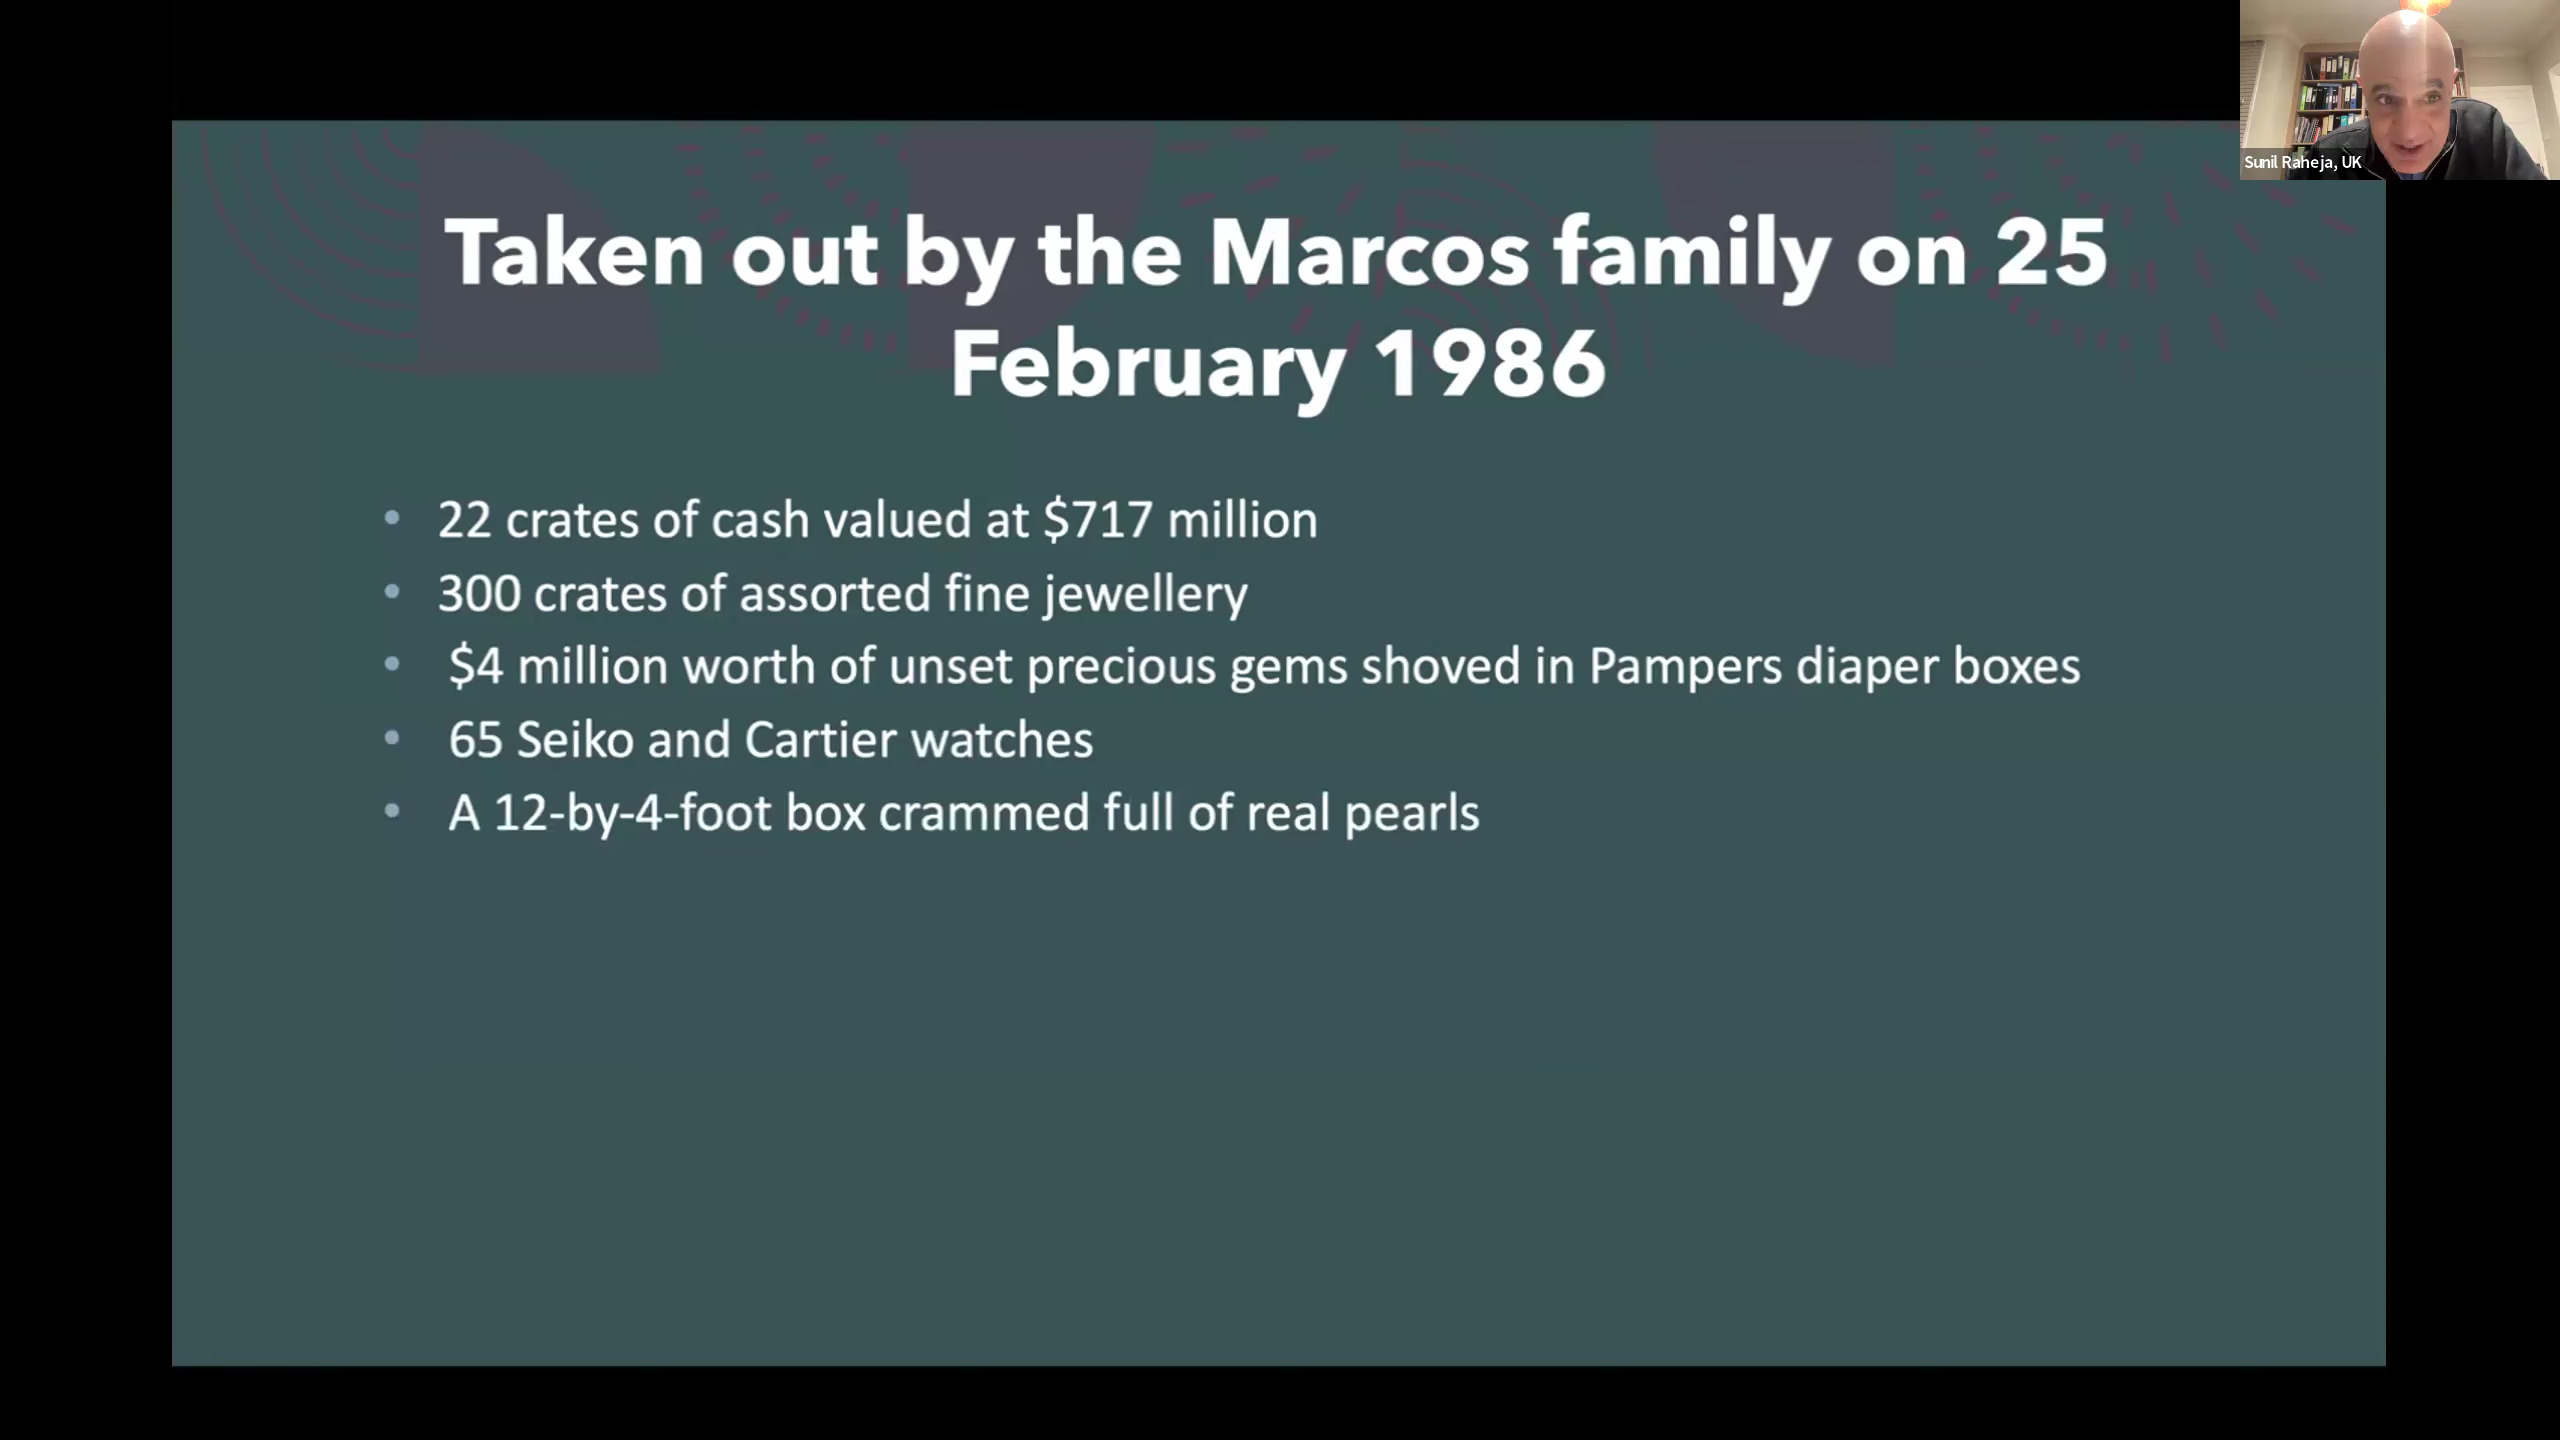 Sunil Raheja, UK
Taken out by the Marcos family on 25
February 1986
• 22 crates of cash valued at $717 million
• 300 crates of assorted fine jewellery
• $4 million worth of unset precious gems shoved in Pampers diaper boxes
• 65 Seiko and Cartier watches
• A 12-by-4-foot box crammed full of real pearls